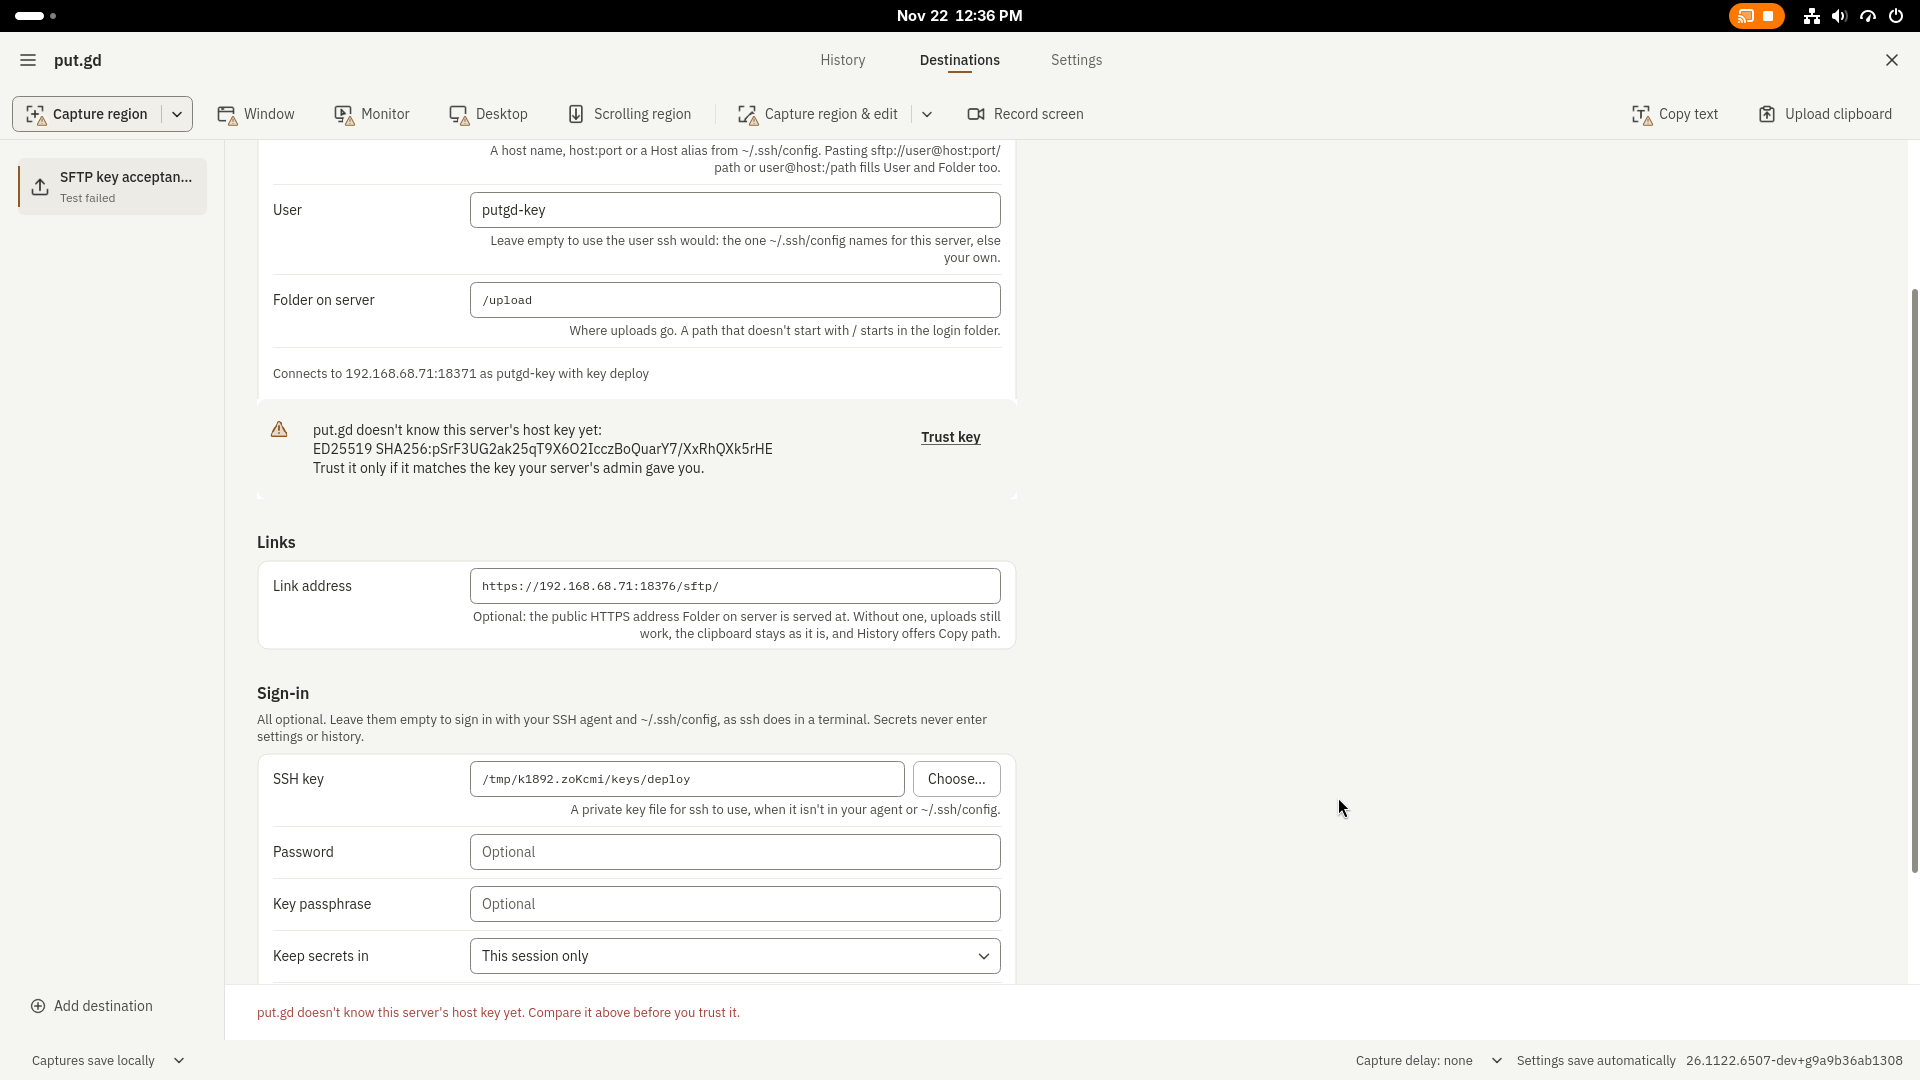 Nov 22 12:36 PM
put.gd
History
Destinations
Settings
Capture region
Window
Monitor
Desktop
Scrolling region
Capture region & edit
Record screen
Copy text
Upload clipboard
SFTP key acceptan...
Test failed
A host name, host:port or a Host alias from ~/.ssh/config. Pasting sftp://user@host:port/
path or user@host:/path fills User and Folder too.
User
putgd-key
Leave empty to use the user ssh would: the one ~/.ssh/config names for this server, else
your own.
Folder on server
/upload
Where uploads go. A path that doesn't start with / starts in the login folder.
Connects to 192.168.68.71:18371 as putgd-key with key deploy
put.gd doesn't know this server's host key yet:
ED25519 SHA256:pSrF3UG2ak25qT9X6O2IcczBoQuarY7/XxRhQXk5rHE
Trust it only if it matches the key your server's admin gave you.
Trust key
Links
Link address
https://192.168.68.71:18376/sftp/
Optional: the public HTTPS address Folder on server is served at. Without one, uploads still
work, the clipboard stays as it is, and History offers Copy path.
Sign-in
All optional. Leave them empty to sign in with your SSH agent and ~/.ssh/config, as ssh does in a terminal. Secrets never enter
settings or history.
SSH key
/tmp/k1892.zoKcmi/keys/deploy
Choose...
A private key file for ssh to use, when it isn't in your agent or ~/.ssh/config.
Password
Optional
Key passphrase
Optional
Keep secrets in
This session only
Add destination
put.gd doesn't know this server's host key yet. Compare it above before you trust it.
Captures save locally
Capture delay: none
Settings save automatically
26.1122.6507-dev+g9a9b36ab1308